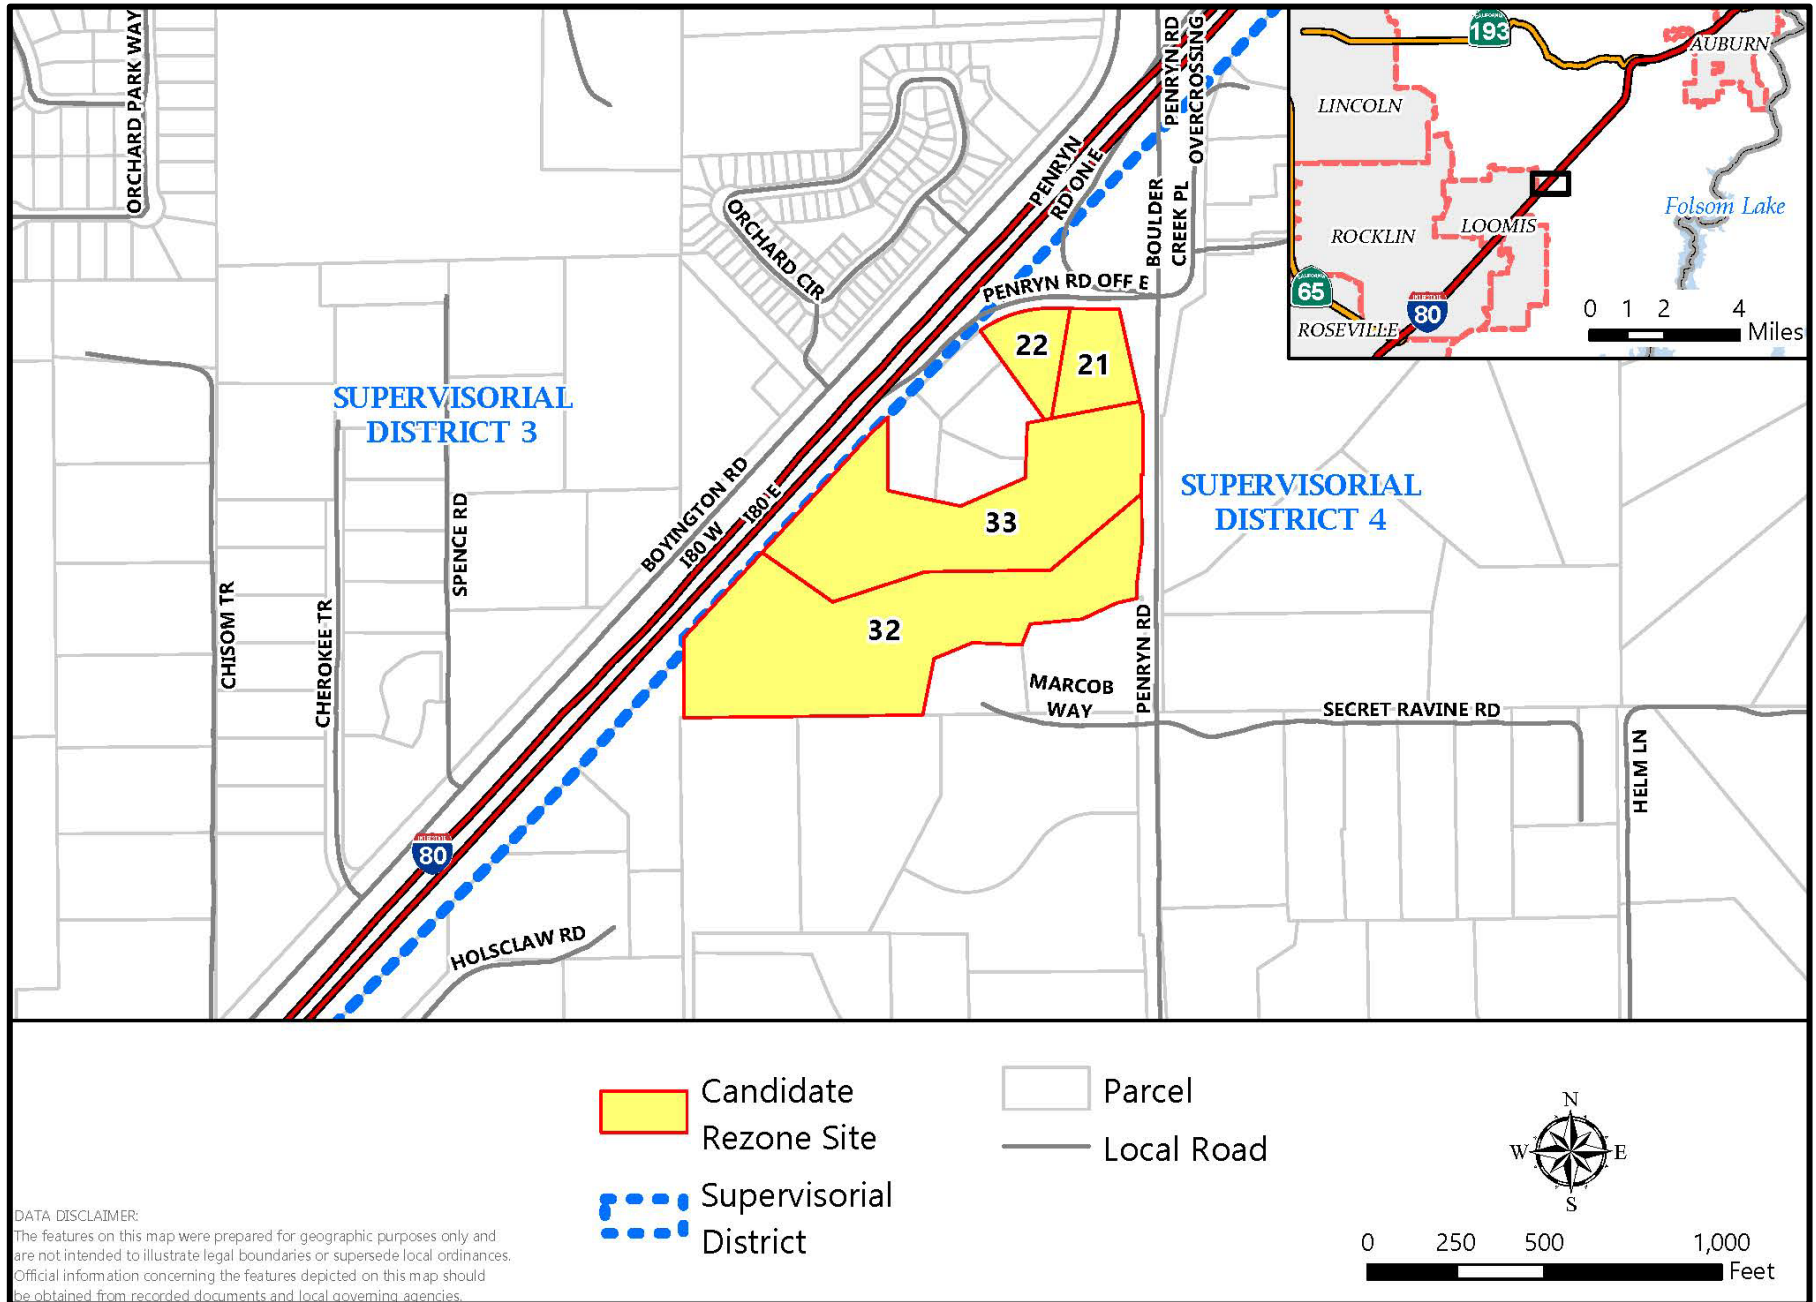 ORCHARD PARK WAY
PENRYN RD
OVERCROSSING
PENRYN
RD ON E
BOULDER
CREEK PL
ORCHARD CIR
PENRYN RD OFF E
22
21
SUPERVISORIAL
DISTRICT 3
BOYINGTON RD
I80 W
I80 E
33
SUPERVISORIAL
DISTRICT 4
SPENCE RD
CHISOM TR
CHEROKEE TR
32
PENRYN RD
MARCOB
WAY
SECRET RAVINE RD
HELM LN
INTERSTATE
80
HOLSCLAW RD
CALIFORNIA
193
AUBURN
LINCOLN
Folsom Lake
LOOMIS
ROCKLIN
CALIFORNIA
65
INTERSTATE
80
ROSEVILLE
0 1 2 4
Miles
Candidate
Rezone Site
Supervisorial
District
Parcel
Local Road
N
W E
S
0 250 500 1,000
Feet
DATA DISCLAIMER:
The features on this map were prepared for geographic purposes only and
are not intended to illustrate legal boundaries or supersede local ordinances.
Official information concerning the features depicted on this map should
be obtained from recorded documents and local governing agencies.